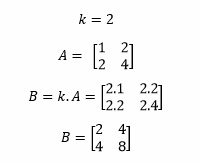 k = 2
A = [1 2
2 4]
B = k. A = [2.1 2.2
2.2 2.4]
B = [2 4
4 8]